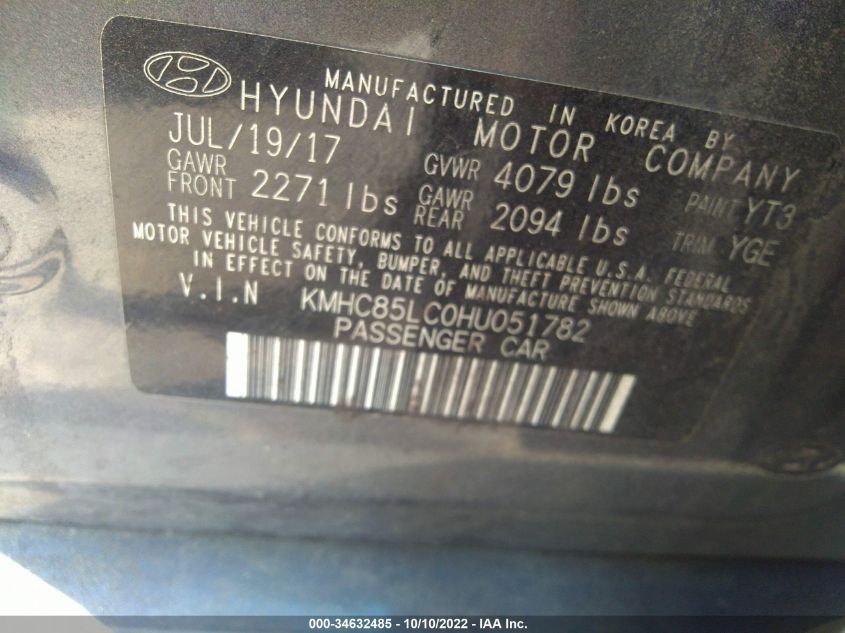 MANUFACTURED IN KOREA BY
HYUNDAI MOTOR COMPANY
JUL/19/17 GVWR 4079 lbs PAINT YT3
GAWR FRONT 2271 lbs GAWR REAR 2094 lbs TRIM YGE
THIS VEHICLE CONFORMS TO ALL APPLICABLE U.S.A. FEDERAL
MOTOR VEHICLE SAFETY, BUMPER, AND THEFT PREVENTION STANDARDS
IN EFFECT ON THE DATE OF MANUFACTURE SHOWN ABOVE
V.I.N KMHC85LC0HU051782
PASSENGER CAR
000-34632485 - 10/10/2022 - IAA Inc.